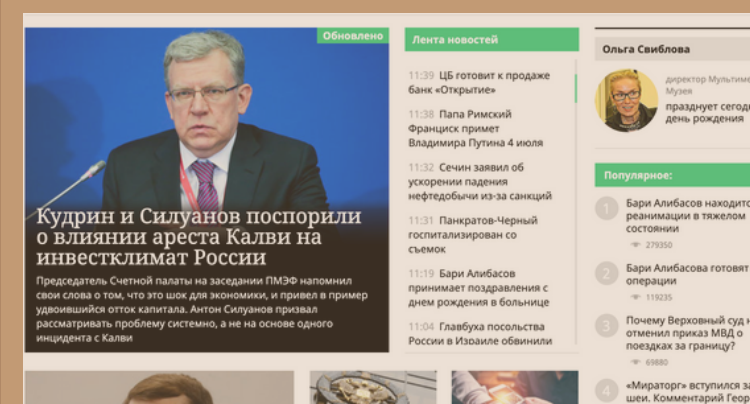 Обновлено
Кудрин и Силуанов поспорили
о влиянии ареста Калви на
инвестклимат России
Председатель Счетной палаты на заседании ПМЭФ напомнил
свои слова о том, что это шок для экономики, и привел в пример
удвоившийся отток капитала. Антон Силуанов призвал
рассматривать проблему системно, а не на основе одного
инцидента с Калви
Лента новостей
11:39 ЦБ готовит к продаже
банк «Открытие»
11:38 Папа Римский
Франциск примет
Владимира Путина 4 июля
11:32 Сечин заявил об
ускорении падения
нефтедобычи из-за санкций
11:31 Панкратов-Черный
госпитализирован со
съемок
11:19 Бари Алибасов
принимает поздравления с
днем рождения в больнице
11:04 Главбуха посольства
России в Израиле обвинили
Ольга Свиблова
директор
Музея
празднует
день рождения
Популярное:
1 Бари Алибасов
реанимации в тяжелом
состоянии
279350
2 Бари Алибасова готовят
операции
119235
3 Почему Верховный суд
отменил приказ МВД о
поездках за границу?
69880
4 «Мираторг» вступился
шеи. Комментарий